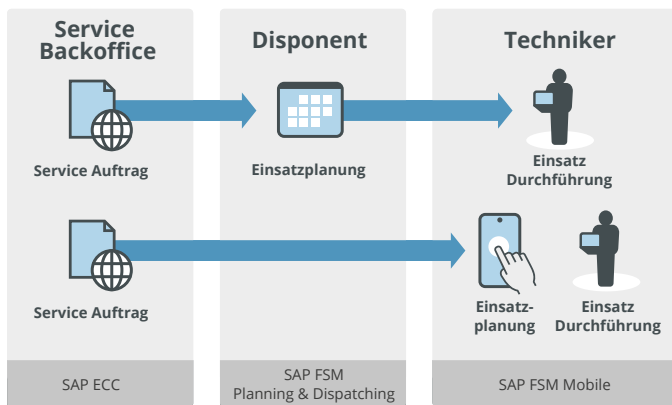 Service
Backoffice
Disponent
Techniker
Service Auftrag
Einsatzplanung
Einsatz
Durchführung
Service Auftrag
Einsatz-
planung
Einsatz
Durchführung
SAP ECC
SAP FSM
Planning & Dispatching
SAP FSM Mobile